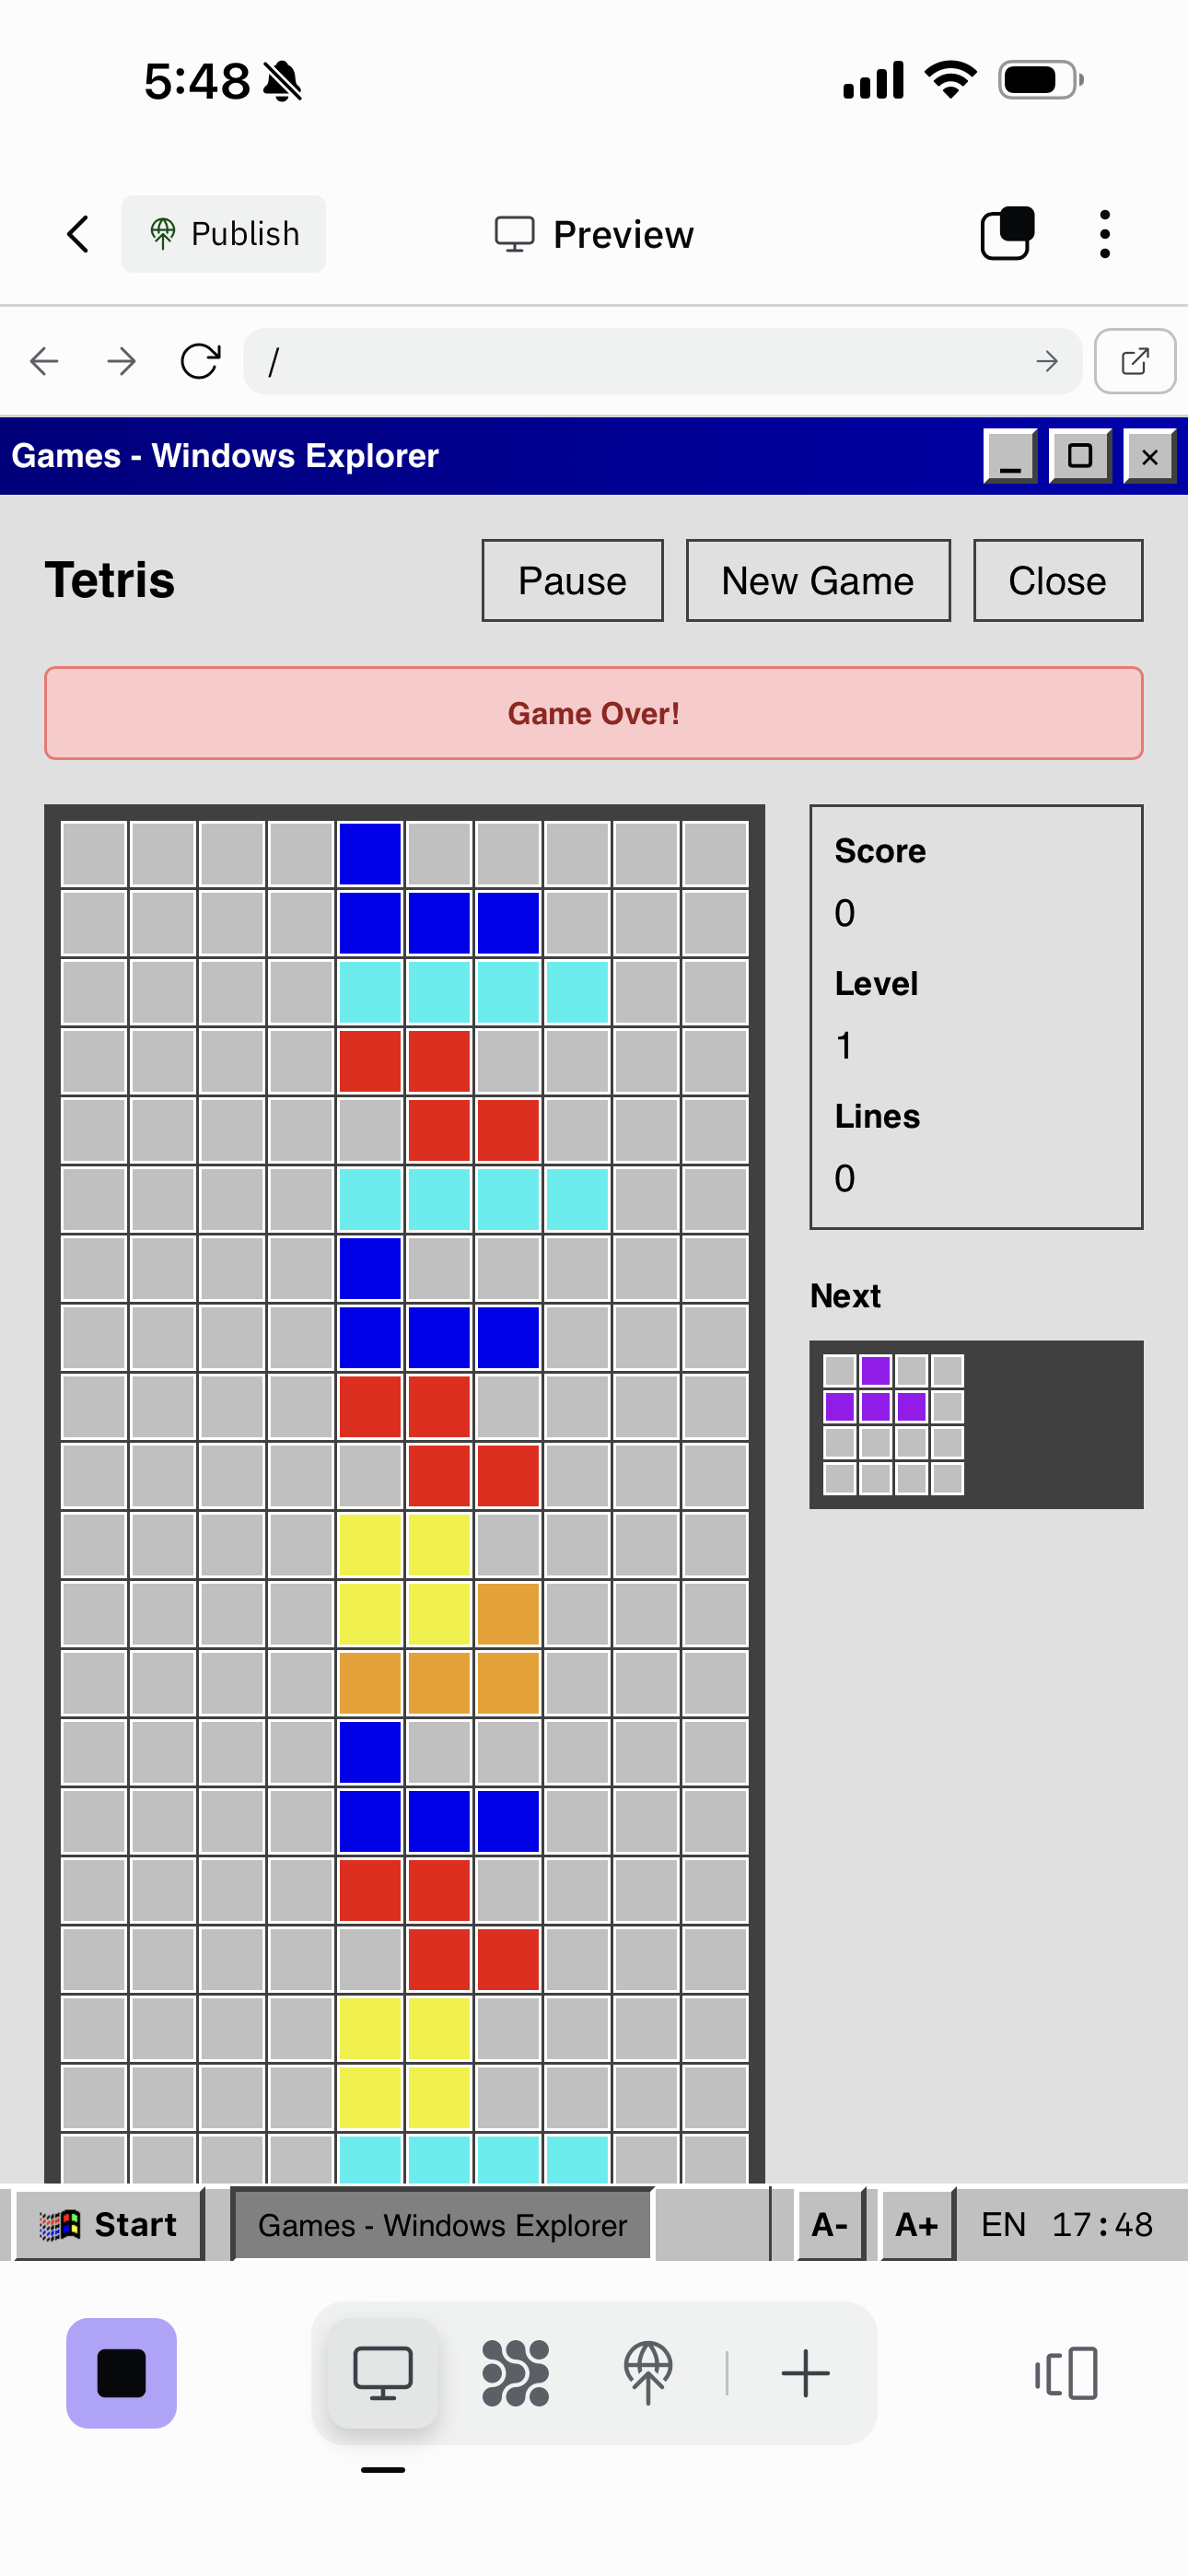 5:48
Publish
Preview
/
Games - Windows Explorer
Tetris
Pause
New Game
Close
Game Over!
Score
0
Level
1
Lines
0
Next
Start
Games - Windows Explorer
A-
A+
EN
17:48